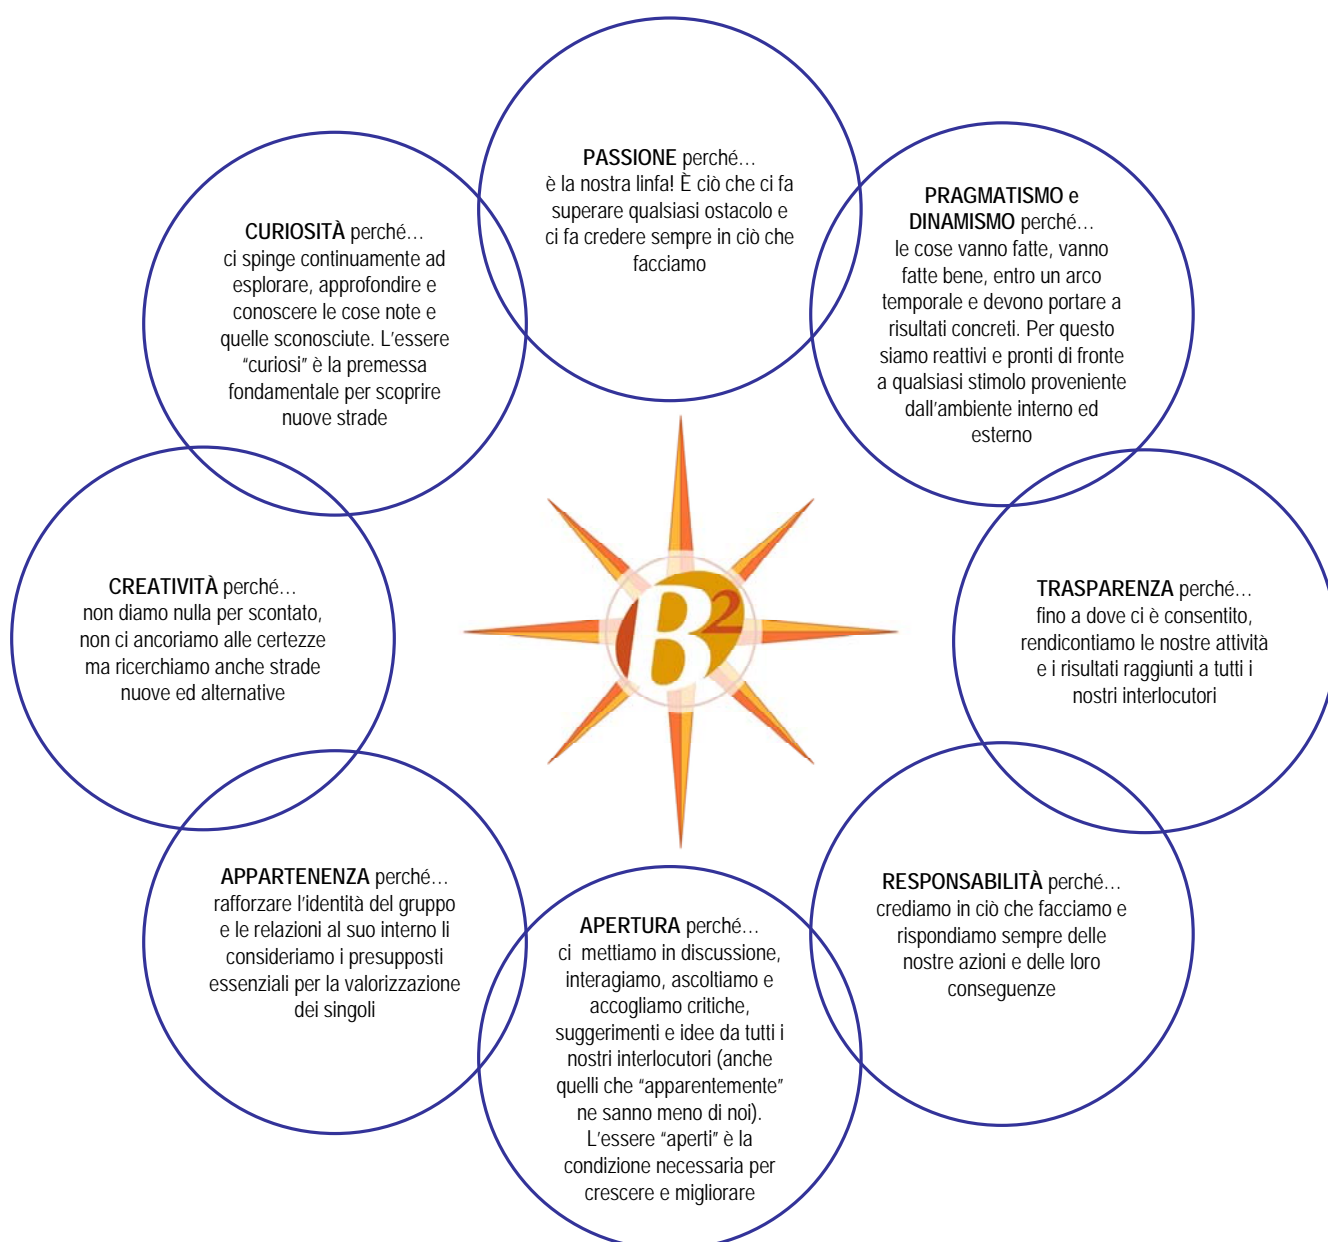 PASSIONE perché…
è la nostra linfa! È ciò che ci fa
superare qualsiasi ostacolo e
ci fa credere sempre in ciò che
facciamo
PRAGMATISMO e
DINAMISMO perché…
le cose vanno fatte, vanno
fatte bene, entro un arco
temporale e devono portare a
risultati concreti. Per questo
siamo reattivi e pronti di fronte
a qualsiasi stimolo proveniente
dall’ambiente interno ed
esterno
TRASPARENZA perché…
fino a dove ci è consentito,
rendicontiamo le nostre attività
e i risultati raggiunti a tutti i
nostri interlocutori
RESPONSABILITÀ perché…
crediamo in ciò che facciamo e
rispondiamo sempre delle
nostre azioni e delle loro
conseguenze
APERTURA perché…
ci mettiamo in discussione,
interagiamo, ascoltiamo e
accogliamo critiche,
suggerimenti e idee da tutti i
nostri interlocutori (anche
quelli che “apparentemente”
ne sanno meno di noi).
L’essere “aperti” è la
condizione necessaria per
crescere e migliorare
APPARTENENZA perché…
rafforzare l’identità del gruppo
e le relazioni al suo interno li
consideriamo i presupposti
essenziali per la valorizzazione
dei singoli
CREATIVITÀ perché…
non diamo nulla per scontato,
non ci ancoriamo alle certezze
ma ricerchiamo anche strade
nuove ed alternative
CURIOSITÀ perché…
ci spinge continuamente ad
esplorare, approfondire e
conoscere le cose note e
quelle sconosciute. L’essere
“curiosi” è la premessa
fondamentale per scoprire
nuove strade
B2